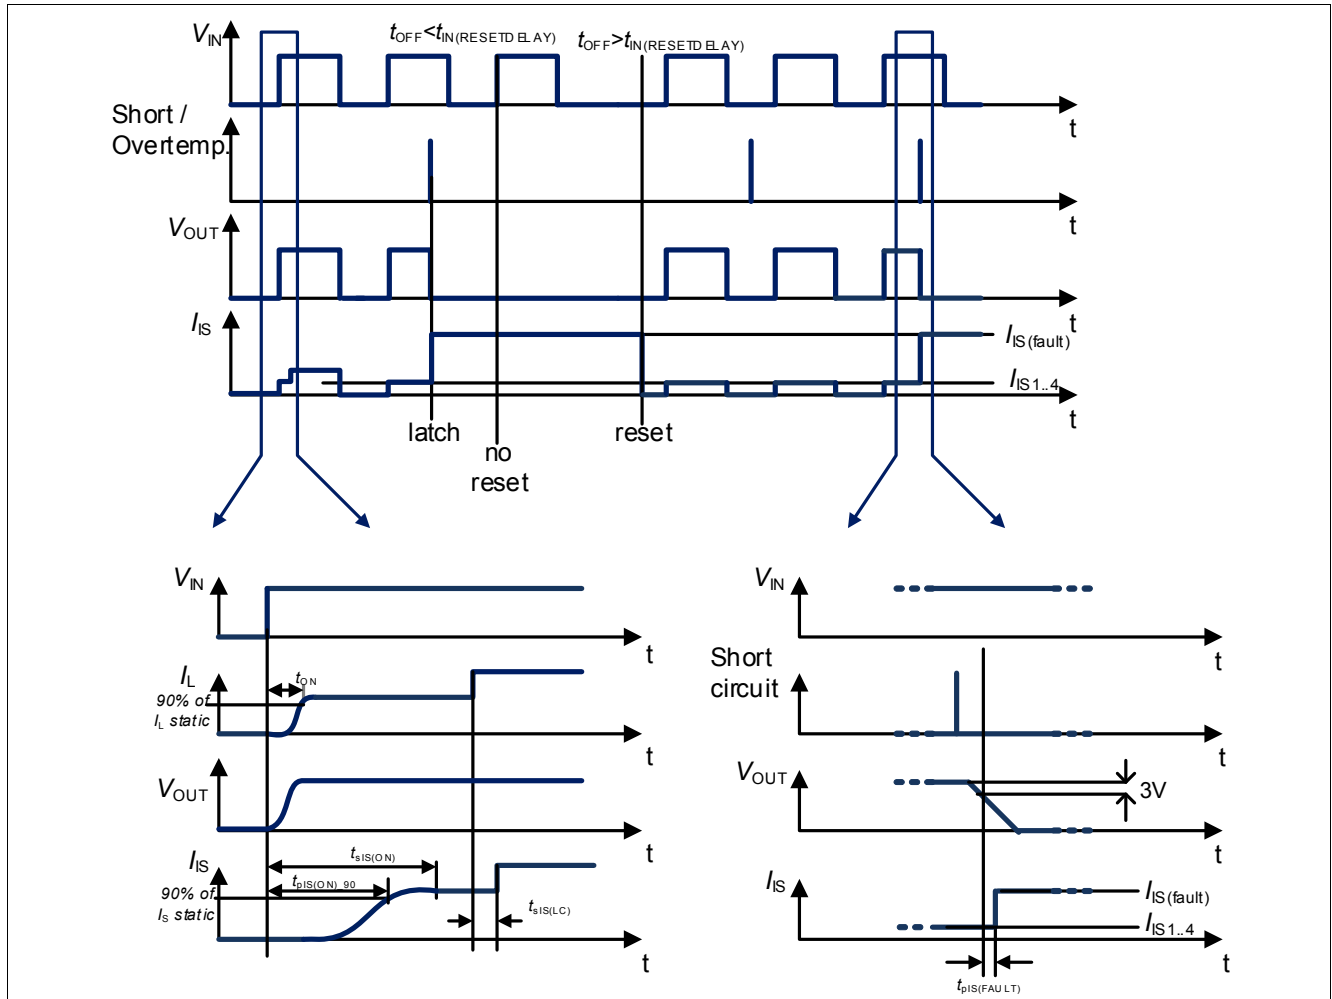 VIN
tOFF<tIN(RESETDELAY)
tOFF>tIN(RESETDELAY)
t
Short /
Overtemp.
t
VOUT
t
IIS
IIS(fault)
IIS1..4
t
latch
no
reset
reset
VIN
t
IL
tON
90% of
IL static
t
VOUT
t
IIS
tsIS(ON)
tpIS(ON)_90
90% of
IS static
tsIS(LC)
t
VIN
t
Short
circuit
t
VOUT
3V
t
IIS
IIS(fault)
IIS1..4
t
tpIS(FAULT)